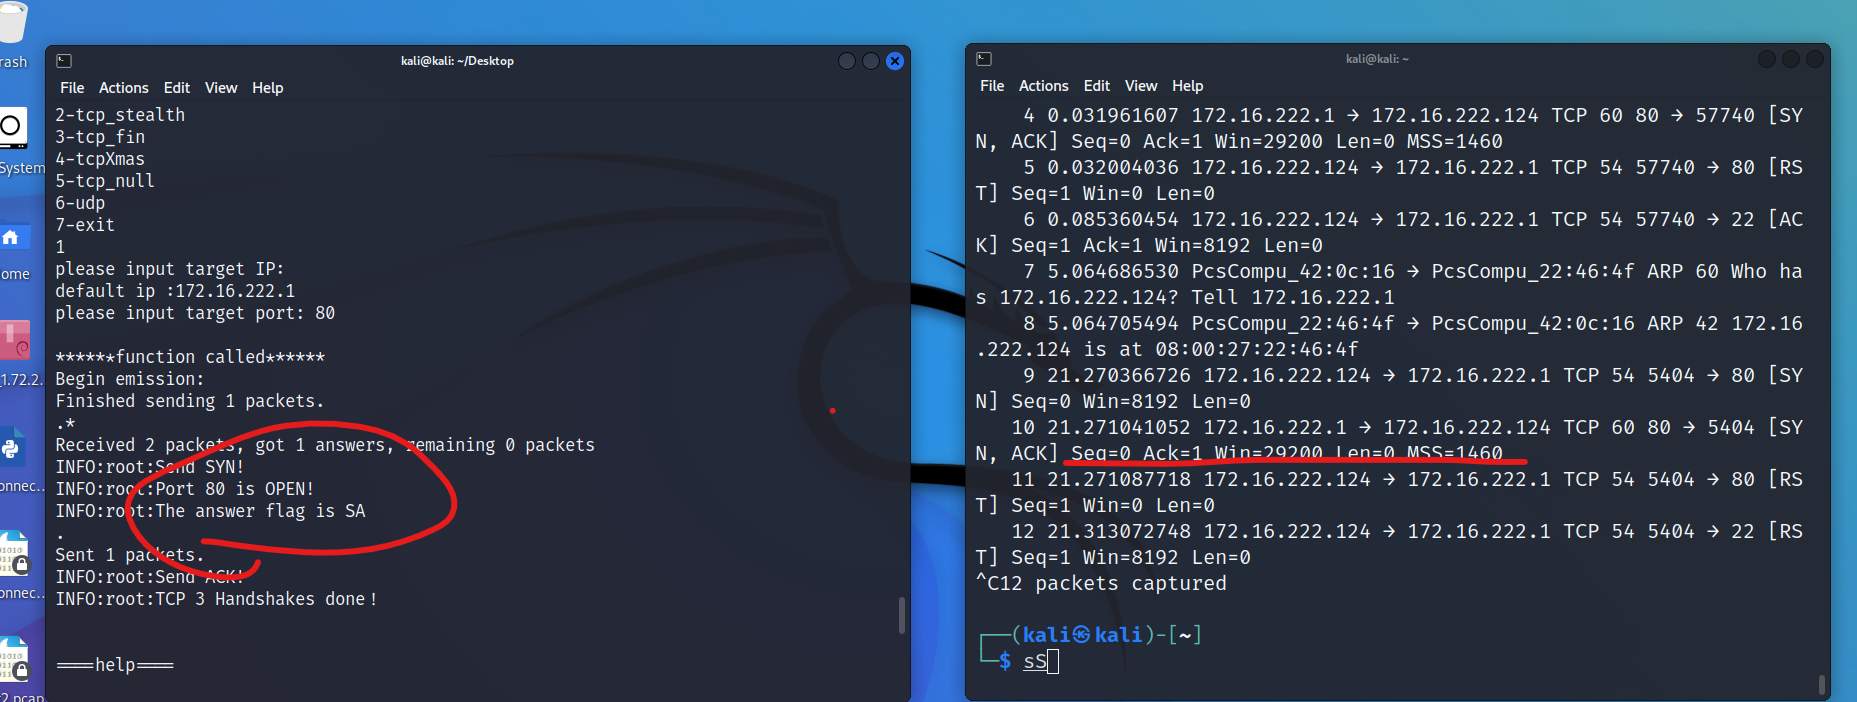 rash
System
ome
_1.72.2.
onnec...
onnec...
r2.pcap
kali@kali: ~/Desktop
File Actions Edit View Help
2-tcp_stealth
3-tcp_fin
4-tcpXmas
5-tcp_null
6-udp
7-exit
1
please input target IP:
default ip :172.16.222.1
please input target port: 80
******function called******
Begin emission:
Finished sending 1 packets.
.*
Received 2 packets, got 1 answers, remaining 0 packets
INFO:root:Send SYN!
INFO:root:Port 80 is OPEN!
INFO:root:The answer flag is SA
.
Sent 1 packets.
INFO:root:Send ACK!
INFO:root:TCP 3 Handshakes done！
====help====
kali@kali: ~
File Actions Edit View Help
4 0.031961607 172.16.222.1 → 172.16.222.124 TCP 60 80 → 57740 [SY
N, ACK] Seq=0 Ack=1 Win=29200 Len=0 MSS=1460
5 0.032004036 172.16.222.124 → 172.16.222.1 TCP 54 57740 → 80 [RS
T] Seq=1 Win=0 Len=0
6 0.085360454 172.16.222.124 → 172.16.222.1 TCP 54 57740 → 22 [AC
K] Seq=1 Ack=1 Win=8192 Len=0
7 5.064686530 PcsCompu_42:0c:16 → PcsCompu_22:46:4f ARP 60 Who ha
s 172.16.222.124? Tell 172.16.222.1
8 5.064705494 PcsCompu_22:46:4f → PcsCompu_42:0c:16 ARP 42 172.16
.222.124 is at 08:00:27:22:46:4f
9 21.270366726 172.16.222.124 → 172.16.222.1 TCP 54 5404 → 80 [SY
N] Seq=0 Win=8192 Len=0
10 21.271041052 172.16.222.1 → 172.16.222.124 TCP 60 80 → 5404 [SY
N, ACK] Seq=0 Ack=1 Win=29200 Len=0 MSS=1460
11 21.271087718 172.16.222.124 → 172.16.222.1 TCP 54 5404 → 80 [RS
T] Seq=1 Win=0 Len=0
12 21.313072748 172.16.222.124 → 172.16.222.1 TCP 54 5404 → 22 [RS
T] Seq=1 Win=8192 Len=0
^C12 packets captured
┌──(kali㉿kali)-[~]
└─$ sS